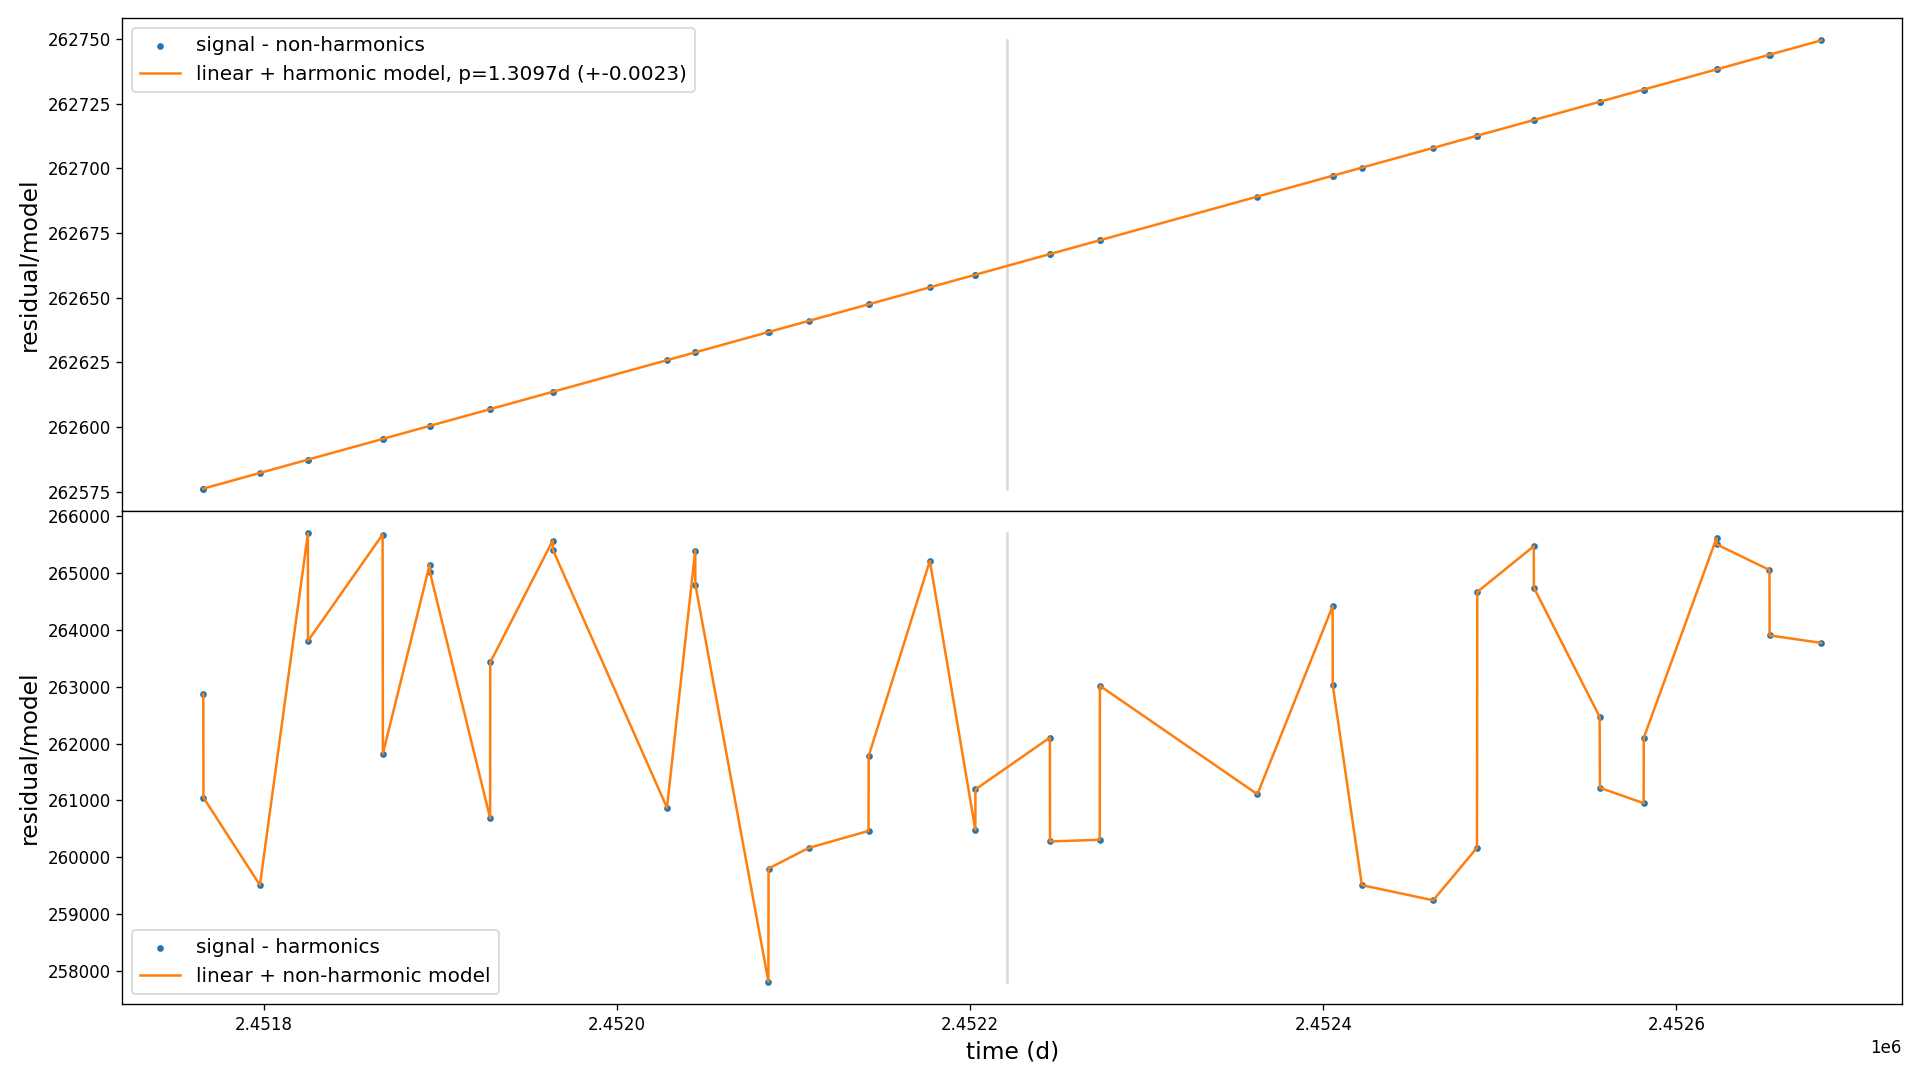 262750
262725
262700
262675
262650
262625
262600
262575
residual/model
signal - non-harmonics
linear + harmonic model, p=1.3097d (+-0.0023)
266000
265000
264000
263000
262000
261000
260000
259000
258000
residual/model
signal - harmonics
linear + non-harmonic model
2.4518 2.4520 2.4522 2.4524 2.4526
1e6
time (d)